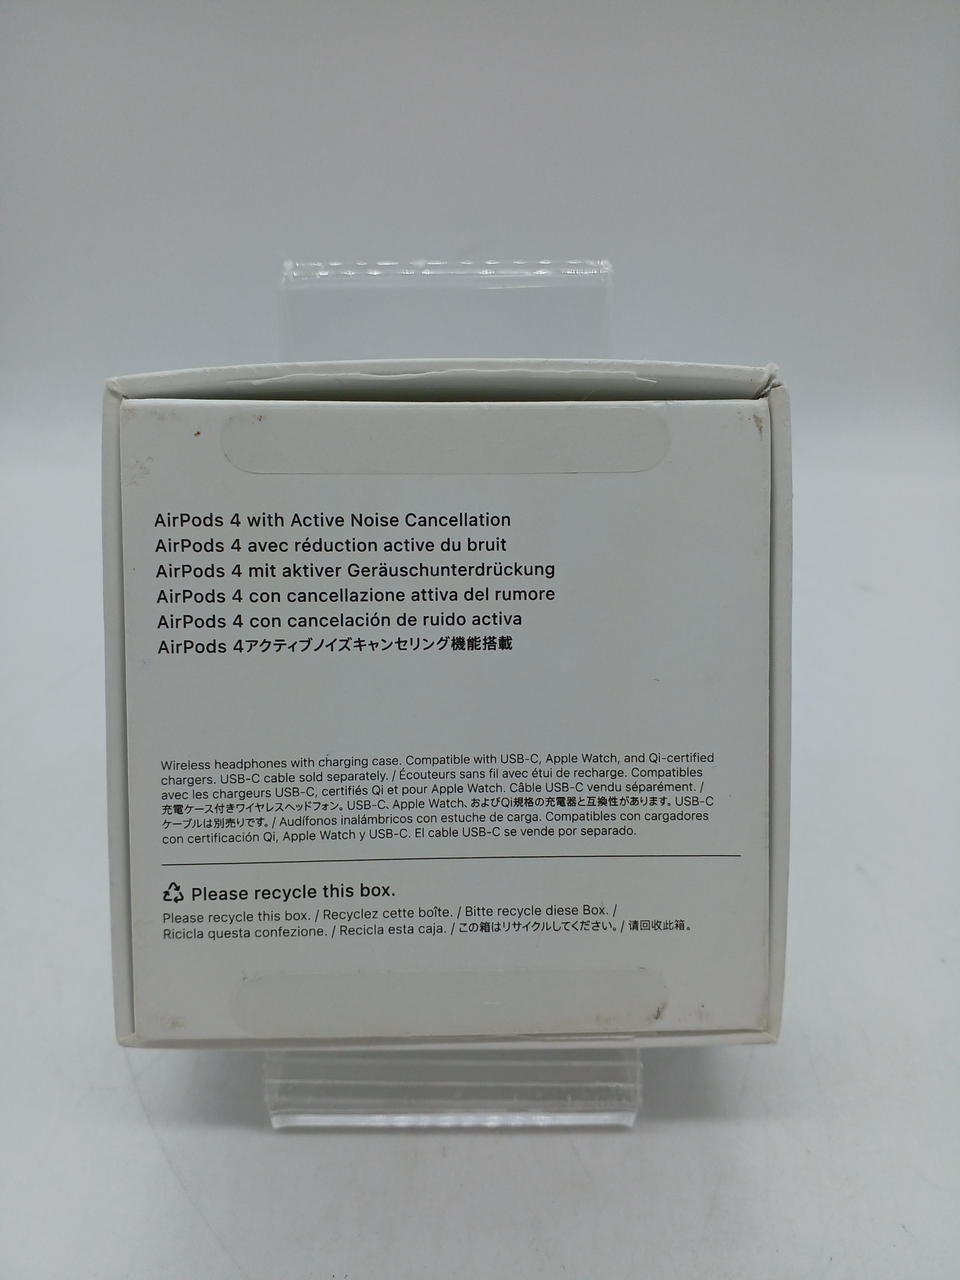 AirPods 4 with Active Noise Cancellation
AirPods 4 avec réduction active du bruit
AirPods 4 mit aktiver Geräuschunterdrückung
AirPods 4 con cancellazione attiva del rumore
AirPods 4 con cancelación de ruido activa
AirPods 4アクティブノイズキャンセリング機能搭載
Wireless headphones with charging case. Compatible with USB-C, Apple Watch, and Qi-certified
chargers. USB-C cable sold separately. / Écouteurs sans fil avec étui de recharge. Compatibles
avec les chargeurs USB-C, certifiés Qi et pour Apple Watch. Câble USB-C vendu séparément. /
充電ケース付きワイヤレスヘッドフォン。USB-C、Apple Watch、およびQi規格の充電器と互換性があります。USB-C
ケーブルは別売りです。/ Audífonos inalámbricos con estuche de carga. Compatibles con cargadores
con certificación Qi, Apple Watch y USB-C. El cable USB-C se vende por separado.
Please recycle this box.
Please recycle this box. / Recyclez cette boîte. / Bitte recycle diese Box. /
Ricicla questa confezione. / Recicla esta caja. / この箱はリサイクルしてください。/ 请回收此箱。